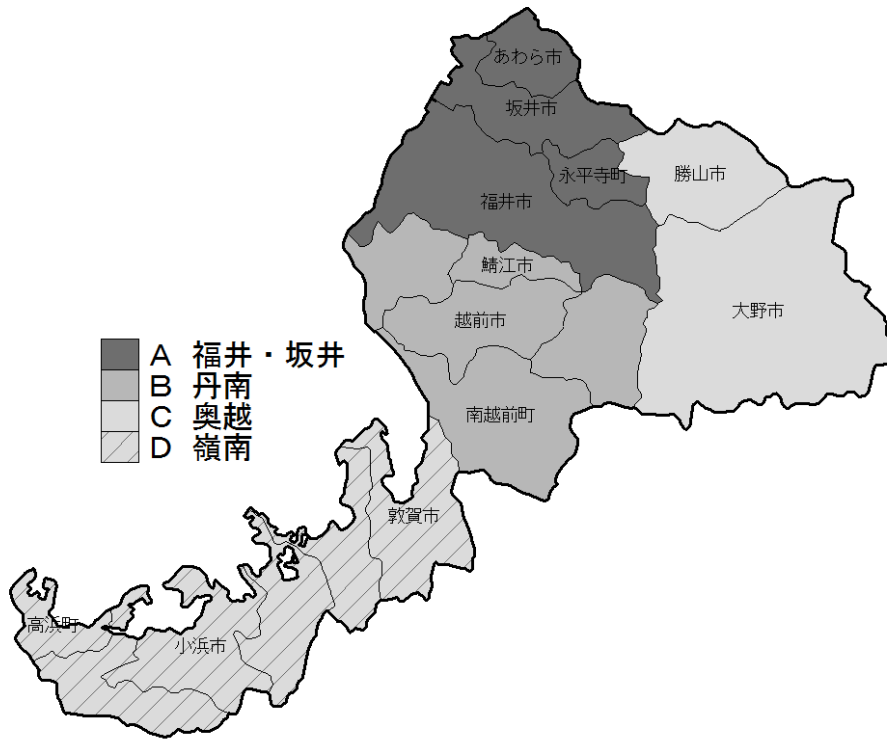 あわら市
坂井市
永平寺町
勝山市
福井市
鯖江市
越前市
大野市
A 福井・坂井
B 丹南
C 奥越
D 嶺南
南越前町
敦賀市
高浜町
小浜市